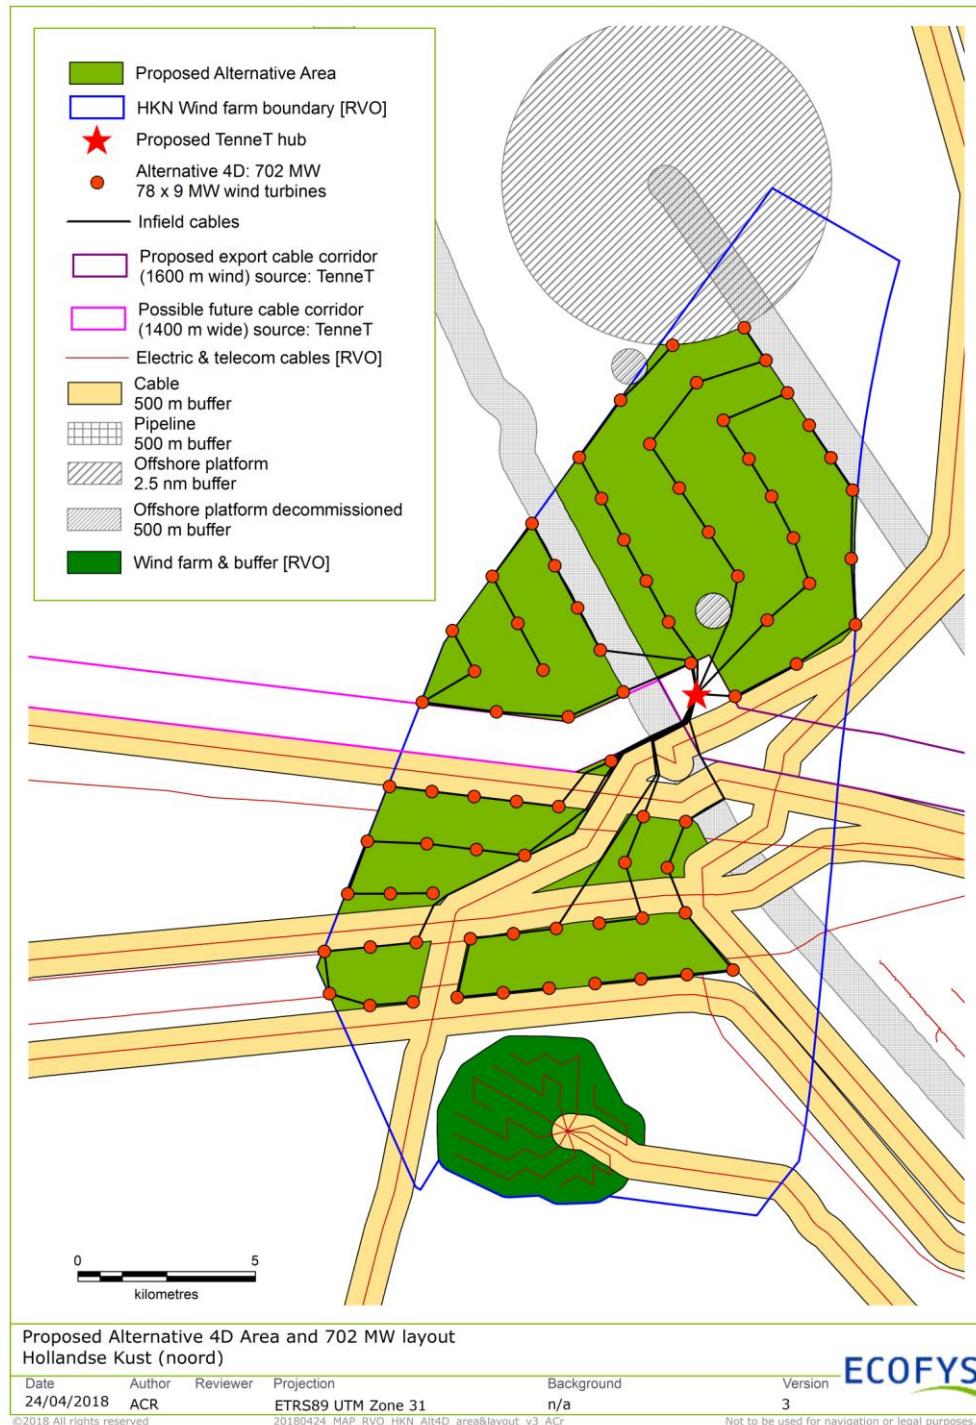 Proposed Alternative Area
HKN Wind farm boundary [RVO]
Proposed TenneT hub
Alternative 4D: 702 MW
78 x 9 MW wind turbines
Infield cables
Proposed export cable corridor
(1600 m wind) source: TenneT
Possible future cable corridor
(1400 m wide) source: TenneT
Electric & telecom cables [RVO]
Cable
500 m buffer
Pipeline
500 m buffer
Offshore platform
2.5 nm buffer
Offshore platform decommissioned
500 m buffer
Wind farm & buffer [RVO]
0 5
kilometres
Proposed Alternative 4D Area and 702 MW layout
Hollandse Kust (noord)
ECOFYS
Date Author Reviewer Projection Background Version
24/04/2018 ACR ETRS89 UTM Zone 31 n/a 3
©2018 All rights reserved 20180424_MAP_RVO_HKN_Alt4D_area&layout_v3_ACr Not to be used for navigation or legal purposes.